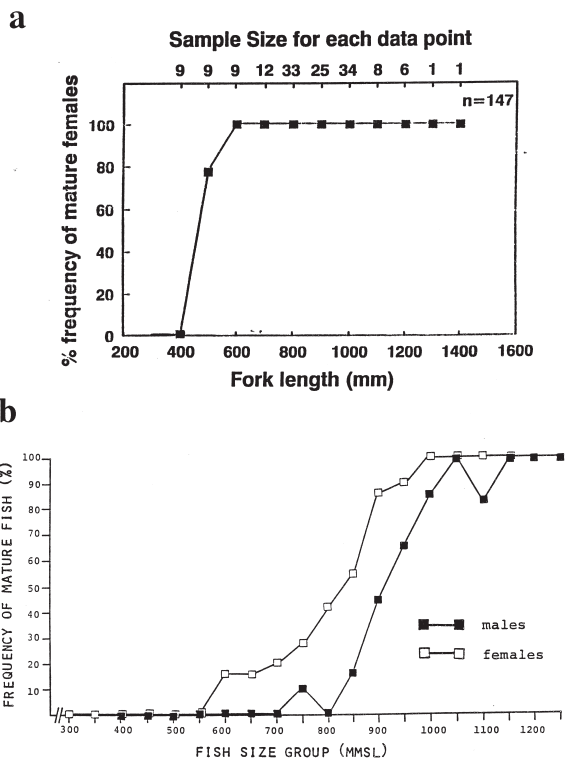 a
Sample Size for each data point
9 9 9 12 33 25 34 8 6 1 1
n=147
% frequency of mature females
100
80
60
40
20
0
200 400 600 800 1000 1200 1400 1600
Fork length (mm)
b
FREQUENCY OF MATURE FISH (%)
100
90
80
70
60
50
40
30
20
10
males
females
300 400 500 600 700 800 900 1000 1100 1200
FISH SIZE GROUP (MMSL)